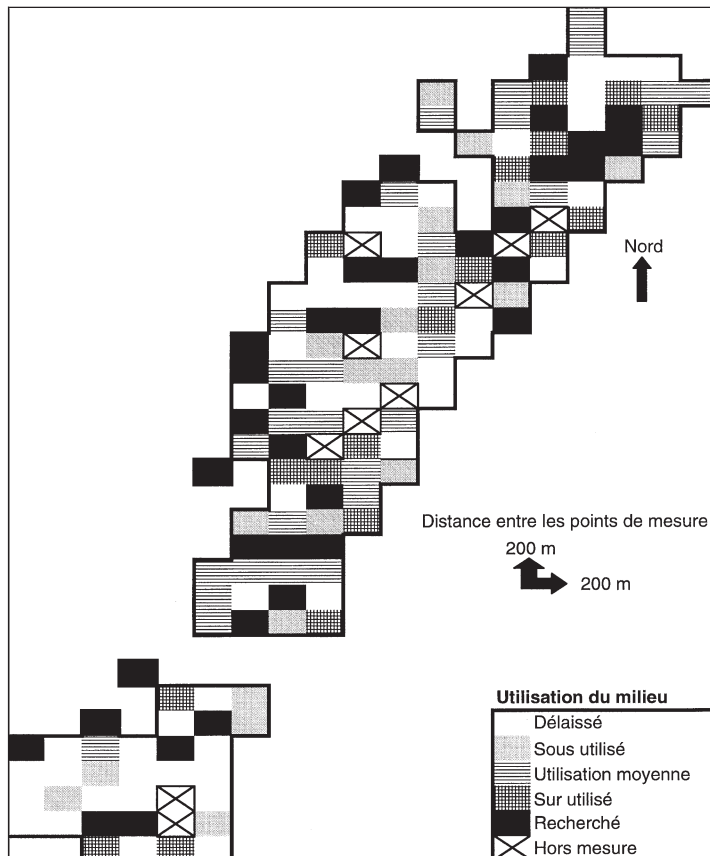 Nord
Distance entre les points de mesure
200 m
200 m
Utilisation du milieu
Délaissé
Sous utilisé
Utilisation moyenne
Sur utilisé
Recherché
Hors mesure